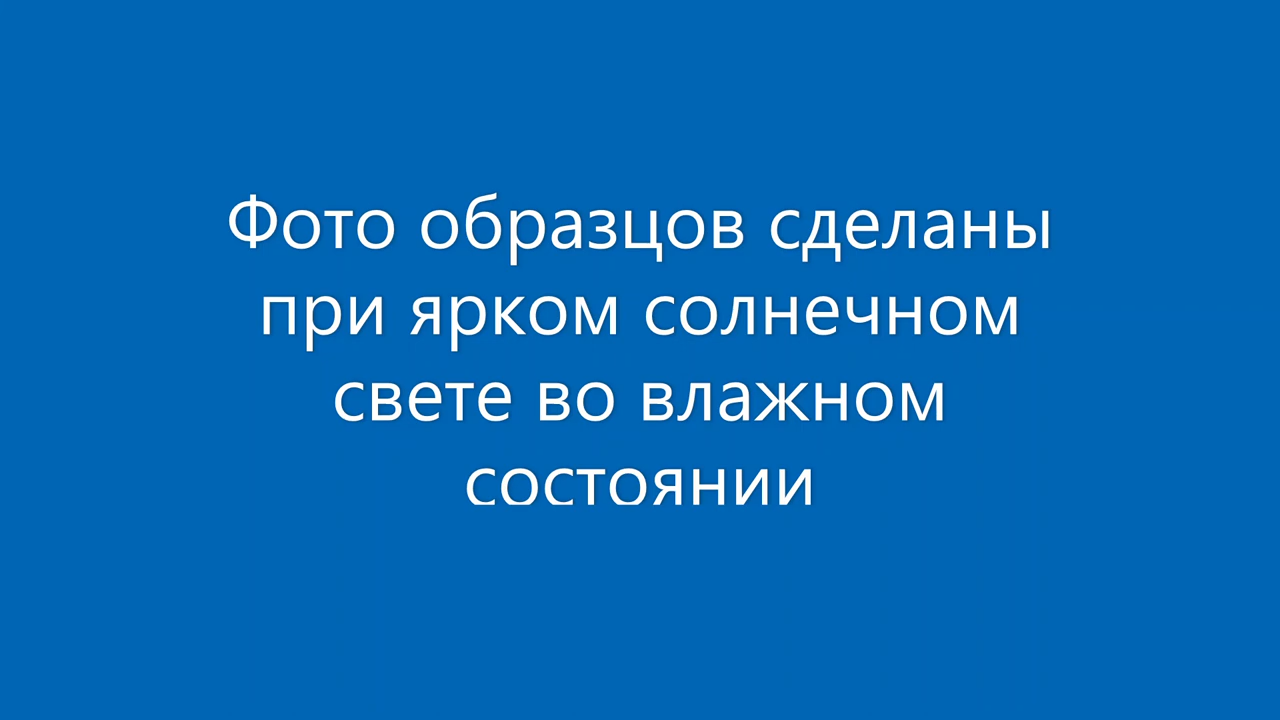 Фото образцов сделаны
при ярком солнечном
свете во влажном
состоянии